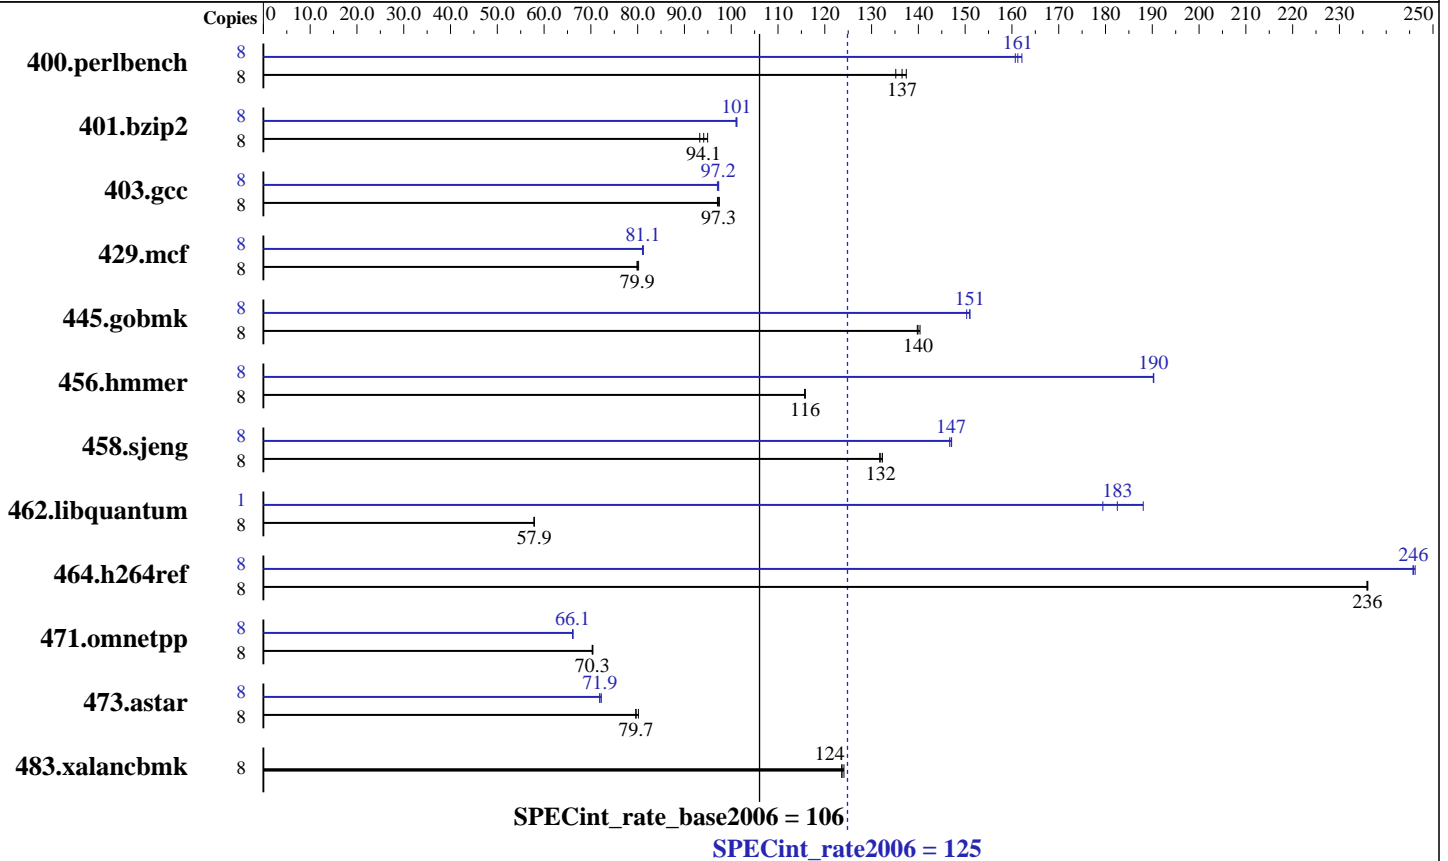 Copies 0 10.0 20.0 30.0 40.0 50.0 60.0 70.0 80.0 90.0 100 110 120 130 140 150 160 170 180 190 200 210 220 230 250
400.perlbench 8 161
8 137
401.bzip2 8 101
8 94.1
403.gcc 8 97.2
8 97.3
429.mcf 8 81.1
8 79.9
445.gobmk 8 151
8 140
456.hmmer 8 190
8 116
458.sjeng 8 147
8 132
462.libquantum 1 183
8 57.9
464.h264ref 8 246
8 236
471.omnetpp 8 66.1
8 70.3
473.astar 8 71.9
8 79.7
483.xalancbmk 8 124
SPECint_rate_base2006 = 106
SPECint_rate2006 = 125